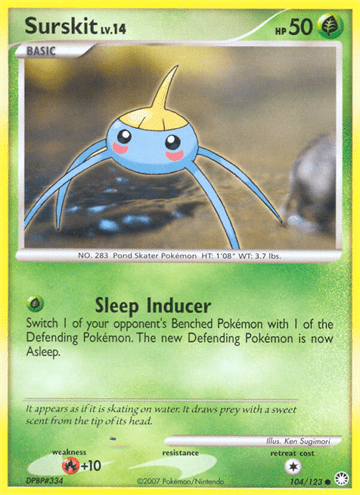 Surskit LV.14 HP 50
BASIC
NO. 283 Pond Skater Pokémon HT: 1'08" WT: 3.7 lbs.
Sleep Inducer
Switch 1 of your opponent's Benched Pokémon with 1 of the
Defending Pokémon. The new Defending Pokémon is now
Asleep.
It appears as if it is skating on water. It draws prey with a sweet
scent from the tip of its antenna.
Illus. Ken Sugimori
weakness resistance retreat cost
+10
DPBP#334 ©2007 Pokémon/Nintendo 104/123